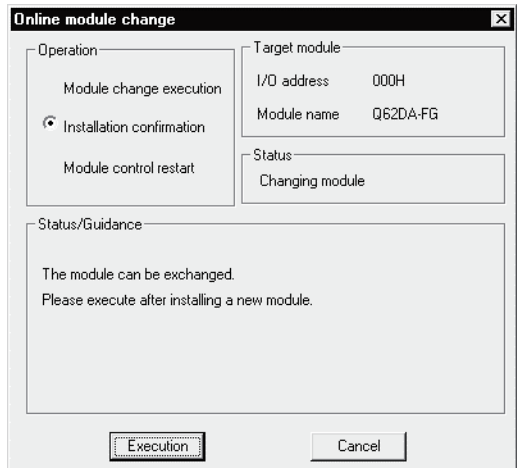 Online module change
Operation
Module change execution
Installation confirmation
Module control restart
Target module
I/O address 000H
Module name Q62DA-FG
Status
Changing module
Status/Guidance
The module can be exchanged.
Please execute after installing a new module.
Execution
Cancel